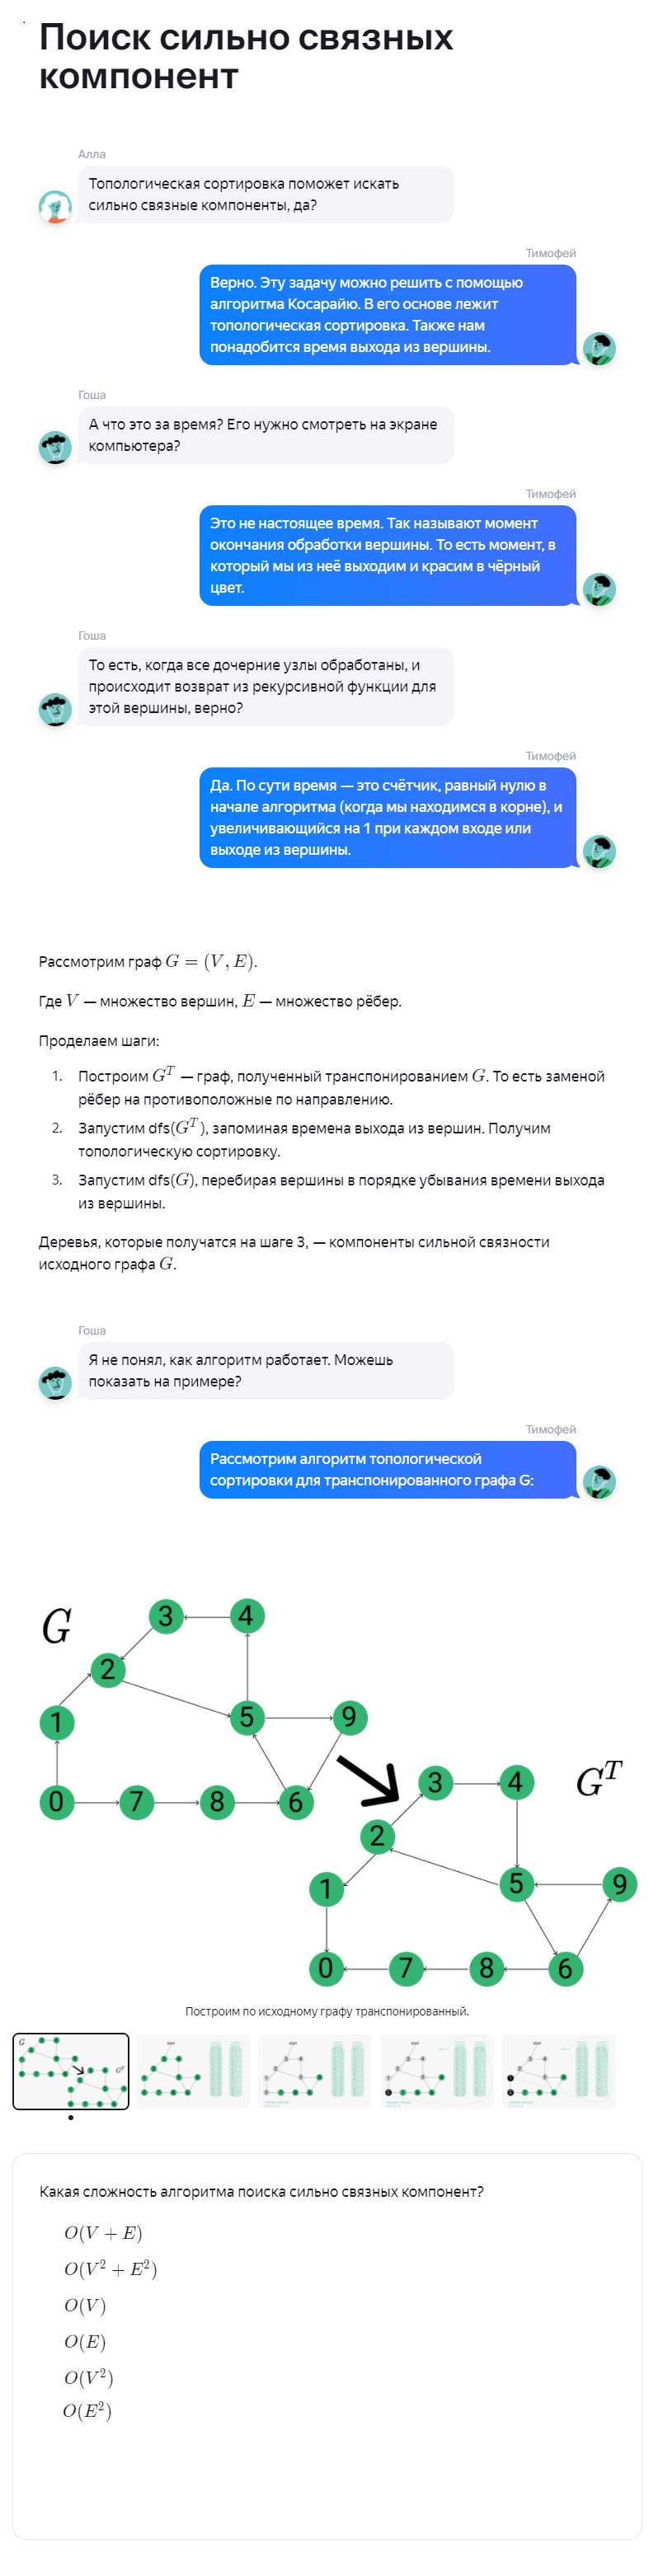 Поиск сильно связных
компонент
Алла
Топологическая сортировка поможет искать
сильно связные компоненты, да?
Тимофей
Верно. Эту задачу можно решить с помощью
алгоритма Косарайю. В его основе лежит
топологическая сортировка. Также нам
понадобится время выхода из вершины.
Гоша
А что это за время? Его нужно смотреть на экране
компьютера?
Тимофей
Это не настоящее время. Так называют момент
окончания обработки вершины. То есть момент, в
который мы из неё выходим и красим в чёрный
цвет.
Гоша
То есть, когда все дочерние узлы обработаны, и
происходит возврат из рекурсивной функции для
этой вершины, верно?
Тимофей
Да. По сути время — это счётчик, равный нулю в
начале алгоритма (когда мы находимся в корне), и
увеличивающийся на 1 при каждом входе или
выходе из вершины.
Рассмотрим граф G = (V, E).
Где V — множество вершин, E — множество рёбер.
Проделаем шаги:
1. Построим G^T — граф, полученный транспонированием G. То есть заменой
рёбер на противоположные по направлению.
2. Запустим dfs(G^T), запоминая времена выхода из вершин. Получим
топологическую сортировку.
3. Запустим dfs(G), перебирая вершины в порядке убывания времени выхода
из вершины.
Деревья, которые получатся на шаге 3, — компоненты сильной связности
исходного графа G.
Гоша
Я не понял, как алгоритм работает. Можешь
показать на примере?
Тимофей
Рассмотрим алгоритм топологической
сортировки для транспонированного графа G:
G
3 4
2
1 5 9
0 7 8 6
G^T
3 4
2
1 5 9
0 7 8 6
Построим по исходному графу транспонированный.
Какая сложность алгоритма поиска сильно связных компонент?
O(V + E)
O(V² + E²)
O(V)
O(E)
O(V²)
O(E²)